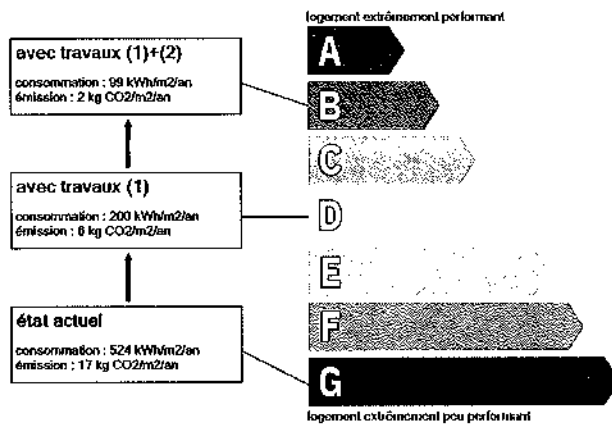 logement extrêmement performant
A
avec travaux (1)+(2)
consommation : 99 kWh/m2/an
émission : 2 kg CO2/m2/an
B
C
avec travaux (1)
consommation : 200 kWh/m2/an
émission : 6 kg CO2/m2/an
D
E
état actuel
consommation : 524 kWh/m2/an
émission : 17 kg CO2/m2/an
F
G
logement extrêmement peu performant